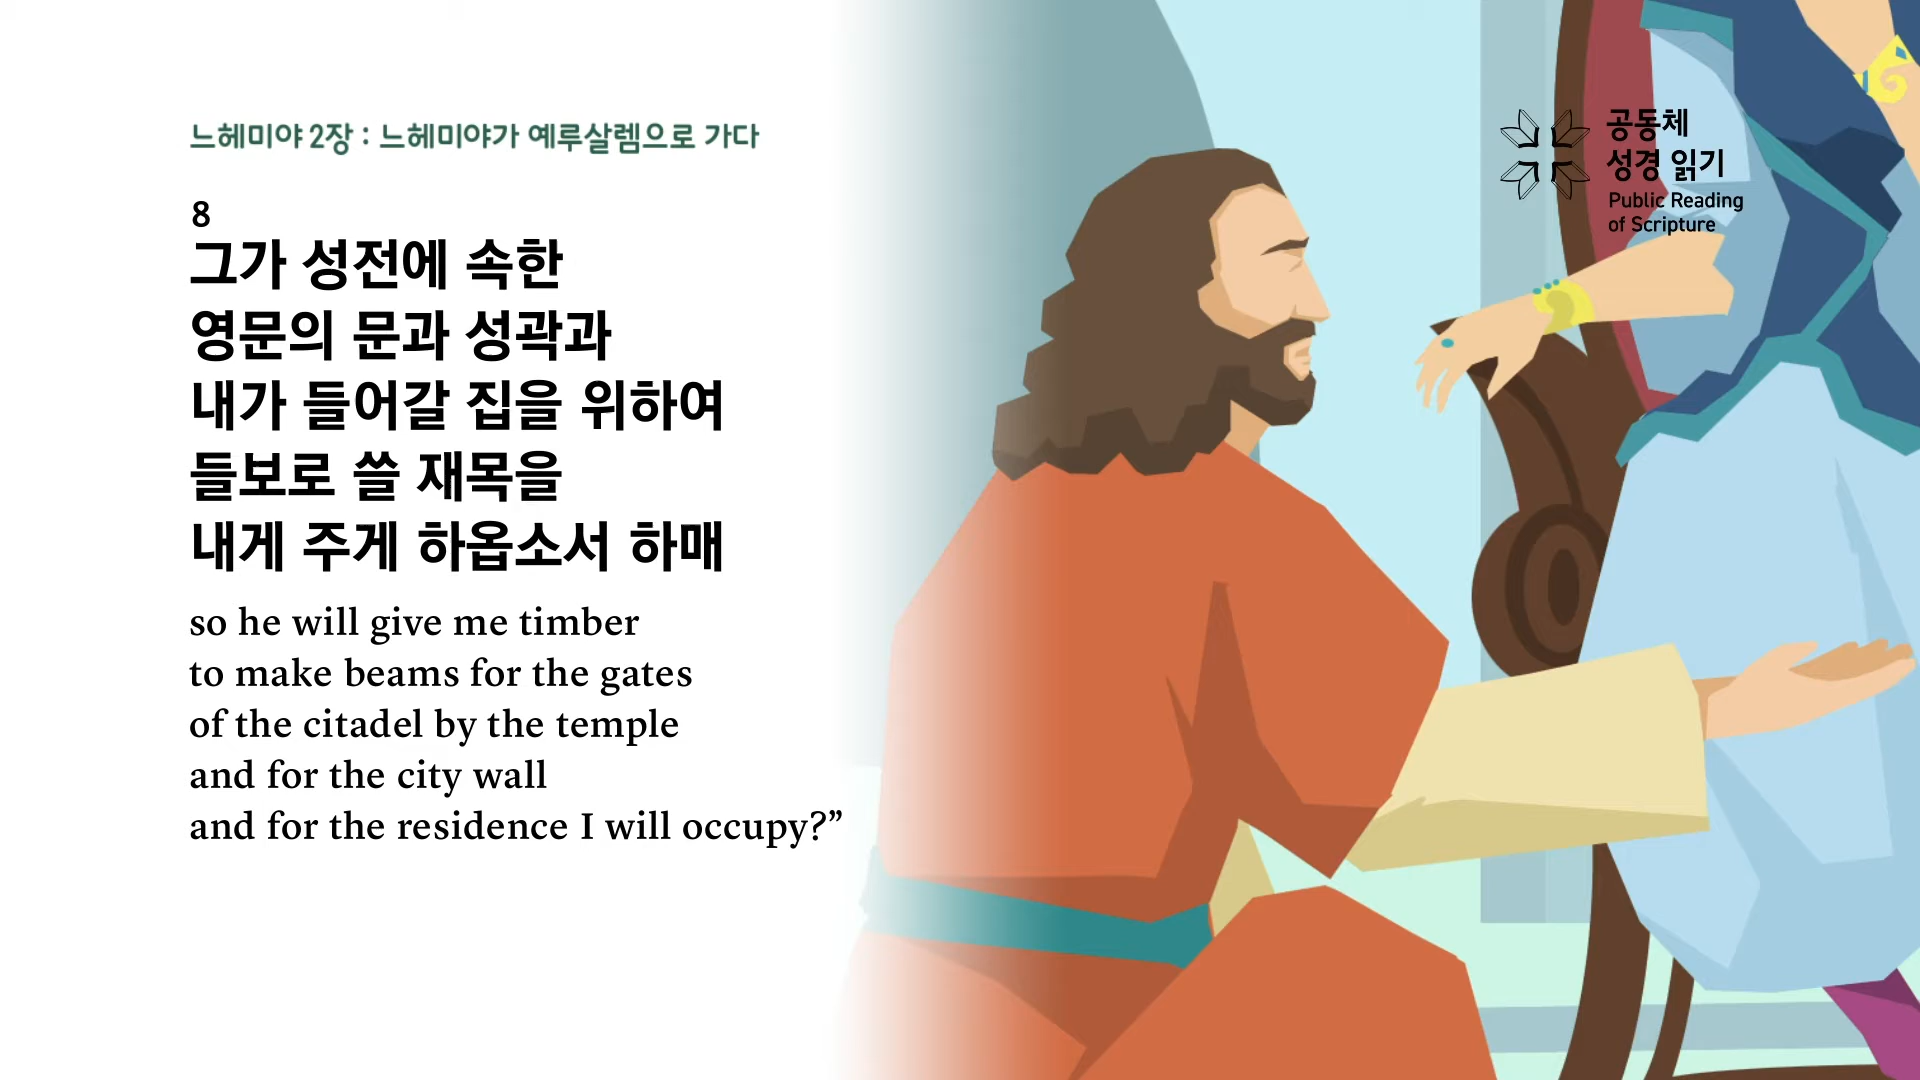 느헤미야 2장 : 느헤미야가 예루살렘으로 가다
8
그가 성전에 속한
영문의 문과 성곽과
내가 들어갈 집을 위하여
들보로 쓸 재목을
내게 주게 하옵소서 하매
so he will give me timber
to make beams for the gates
of the citadel by the temple
and for the city wall
and for the residence I will occupy?”
공동체
성경 읽기
Public Reading
of Scripture